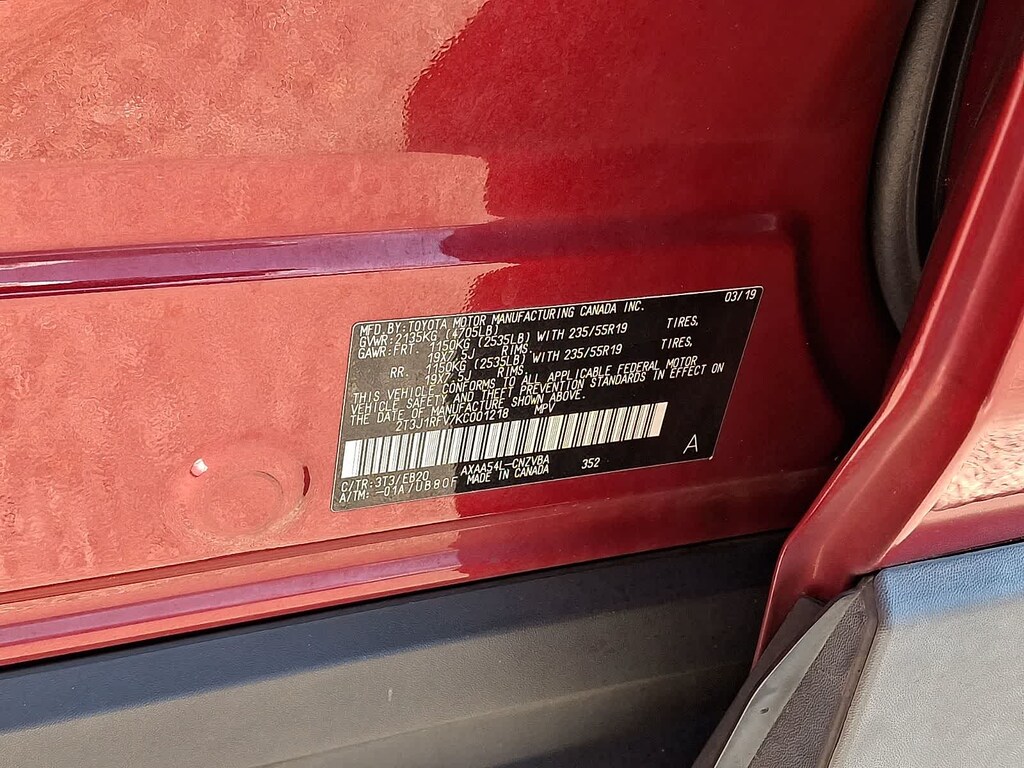 MFD.BY:TOYOTA MOTOR MANUFACTURING CANADA INC. 03/19
GVWR:2135KG (4705LB)
GAWR:FRT. 1150KG (2535LB) WITH 235/55R19 TIRES,
19X7.5J RIMS.
RR. 1150KG (2535LB) WITH 235/55R19 TIRES,
19X7.5J RIMS.
THIS VEHICLE CONFORMS TO ALL APPLICABLE FEDERAL MOTOR
VEHICLE SAFETY AND THEFT PREVENTION STANDARDS IN EFFECT ON
THE DATE OF MANUFACTURE SHOWN ABOVE.
2T3J1RFV7KC001218 MPV
C/TR:3T3/EB20 AXAA54L-CNZVBA 352 A
A/TM:-01A/UB80F MADE IN CANADA